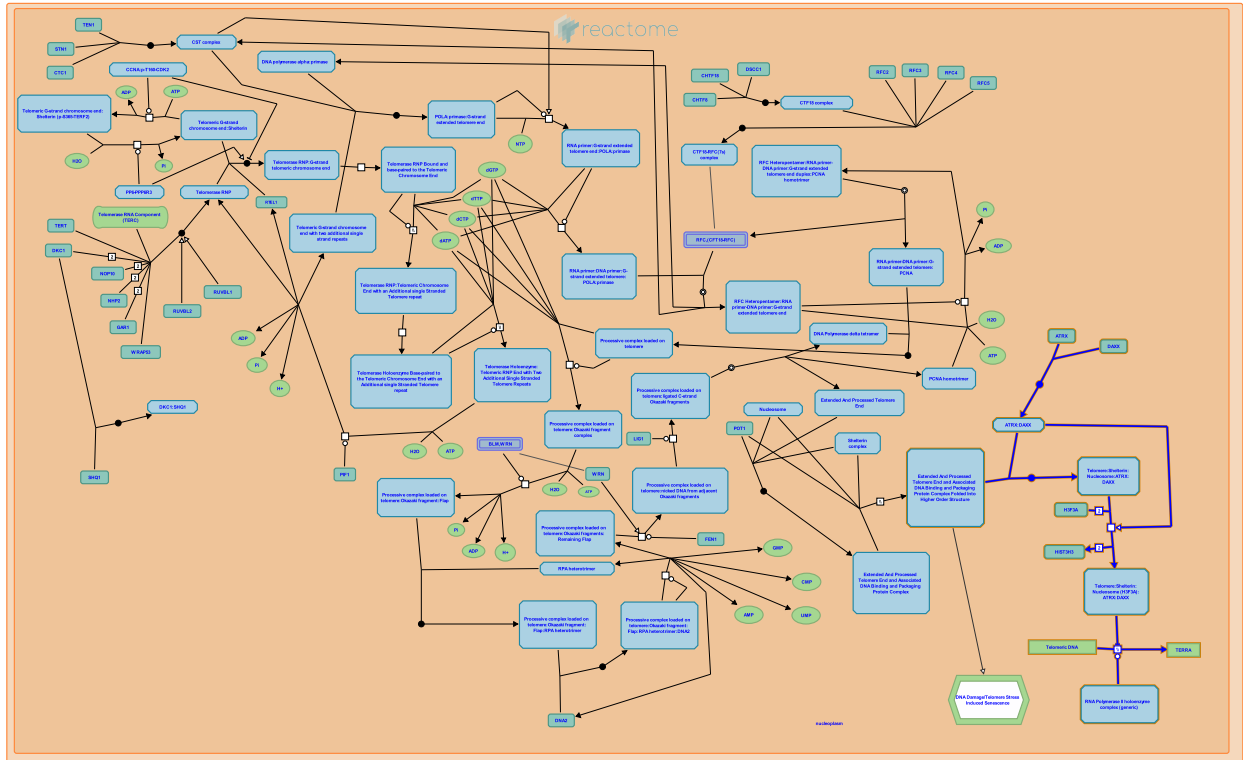 reactome
TEN1
STN1
CTC1
CST complex
CCNA:p-T160-CDK2
ADP
ATP
Telomeric G-strand
chromosome end:
Shelterin (p-S365-TERF2)
Telomeric G-strand
chromosome end:Shelterin
H2O
Pi
PP6-PPP6R3
DNA polymerase alpha:primase
POLA primase:G-strand
extended telomere end
NTP
RNA primer:G-strand extended
telomere end:POLA primase
CHTF18
DSCC1
CHTF8
CTF18 complex
RFC2
RFC3
RFC4
RFC5
CTF18-RFC(7s)
complex
RFC Heteropentamer:RNA primer-
DNA primer:G-strand extended
telomere end duplex:PCNA
homotrimer
Telomeric RNP:G-strand
telomeric chromosome end
Telomerase RNP Bound and
base-paired to the Telomeric
Chromosome End
Telomerase RNP
Telomerase RNA Component
(TERC)
TERT
DKC1
NOP10
NHP2
GAR1
WRAP53
RUVBL1
RUVBL2
2
2
2
Telomeric G-strand chromosome
end with two additional single
strand repeats
dGTP
dTTP
dCTP
dATP
RFC,(CFT18-RFC)
Pi
ADP
RNA primer-DNA primer:G-
strand extended telomere:
POLA primase
RNA primer-DNA primer:G-
strand extended telomere:
PCNA
Telomerase RNP:Telomeric Chromosome
End with an Additional single Stranded
Telomere repeat
RFC Heteropentamer:RNA
primer-DNA primer:G-strand
extended telomere end
H2O
ATP
ADP
Pi
H+
DNA Polymerase delta tetramer
Processive complex loaded on
telomere
PCNA homotrimer
Telomerase Holoenzyme Base-paired to
the Telomeric Chromosome End with an
Additional single Stranded Telomere
repeat
Telomerase Holoenzyme:
Telomeric RNP End with Two
Additional Single Stranded
Telomere Repeats
ATRX
DAXX
ATRX:DAXX
Processive complex loaded on
telomere:ligated C-strand
Okazaki fragments
Nucleosome
Extended And Processed Telomere
End
DKC1:SHQ1
SHQ1
PIF1
H2O
ATP
Processive complex loaded on
telomere:Okazaki fragment
complex
BLM,WRN
WRN
LIG1
POT1
Shelterin
complex
Extended And Processed
Telomere End and Associated
DNA Binding and Packaging
Protein Complex Folded Into
Higher Order Structure
Telomere:Shelterin:
Nucleosome:ATRX:
DAXX
H3F3A
2
HIST3H3
2
Processive complex loaded on
telomere:Okazaki fragment:Flap
H2O
ATP
Processive complex loaded on
telomere:nicked DNA from adjacent
Okazaki fragments
Pi
ADP
H+
Processive complex loaded on
telomere:Okazaki fragments:
Remaining Flap
FEN1
GMP
CMP
UMP
AMP
RPA heterotrimer
Extended And Processed
Telomere End and Associated
DNA Binding and Packaging
Protein Complex
Telomere:Shelterin:
Nucleosome (H3F3A):
ATRX:DAXX
Processive complex loaded on
telomere:Okazaki fragment:
Flap:RPA heterotrimer
Processive complex loaded on
telomere:Okazaki fragment:
Flap:RPA heterotrimer:DNA2
Telomeric DNA
TERRA
DNA2
DNA Damage/Telomere Stress
Induced Senescence
RNA Polymerase II holoenzyme
complex (generic)
nucleoplasm